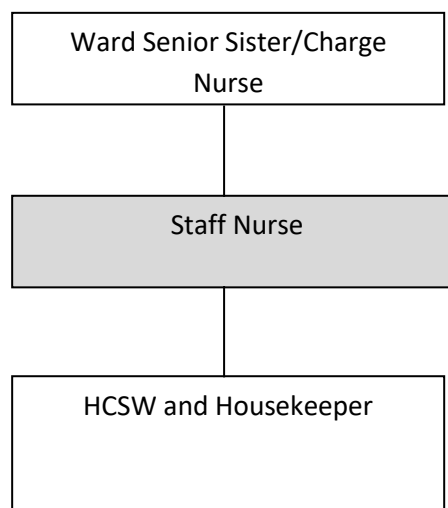 Ward Senior Sister/Charge
Nurse
Staff Nurse
HCSW and Housekeeper